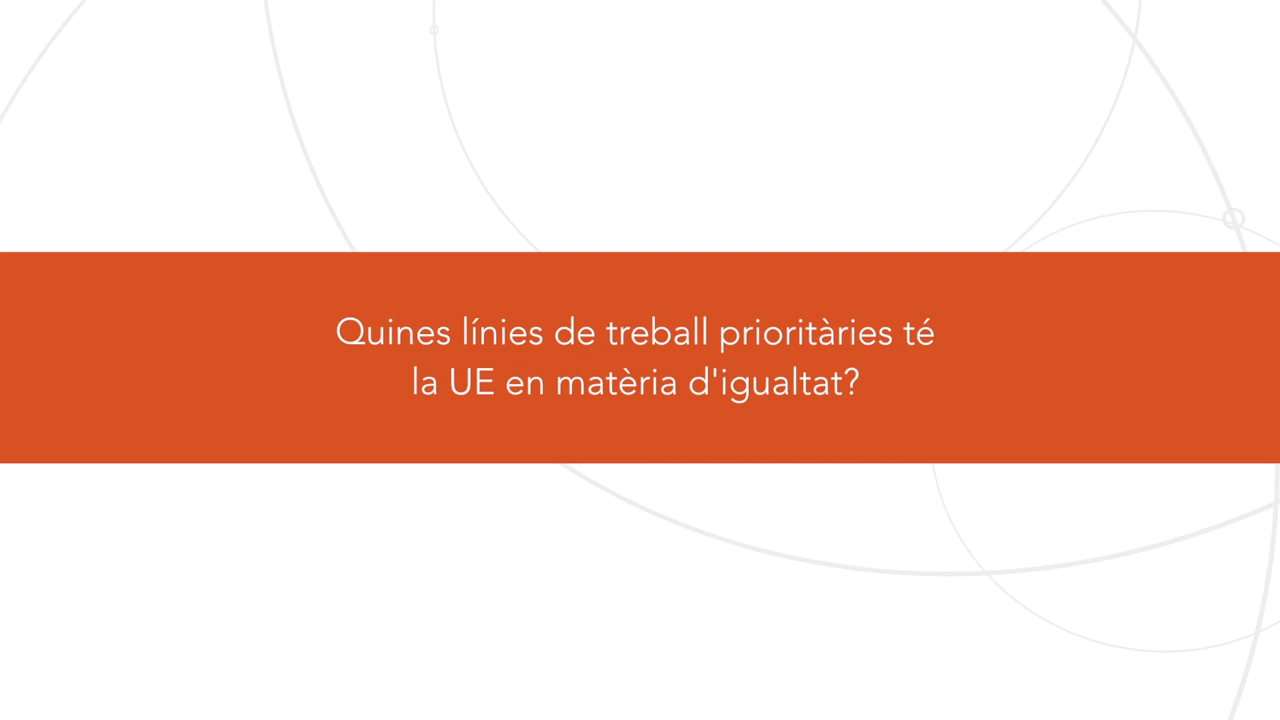 Quines línies de treball prioritàries té
la UE en matèria d'igualtat?